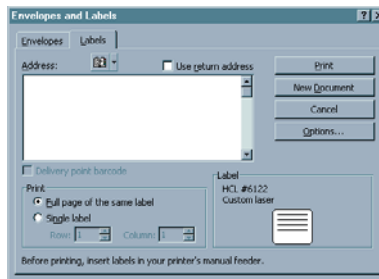 Envelopes and Labels
Envelopes Labels
Address: Use return address
Print
New Document
Cancel
Options...
Delivery point barcode
Print
Full page of the same label
Single label
Row: 1 Column: 1
Label
HCL #6122
Custom laser
Before printing, insert labels in your printer's manual feeder.